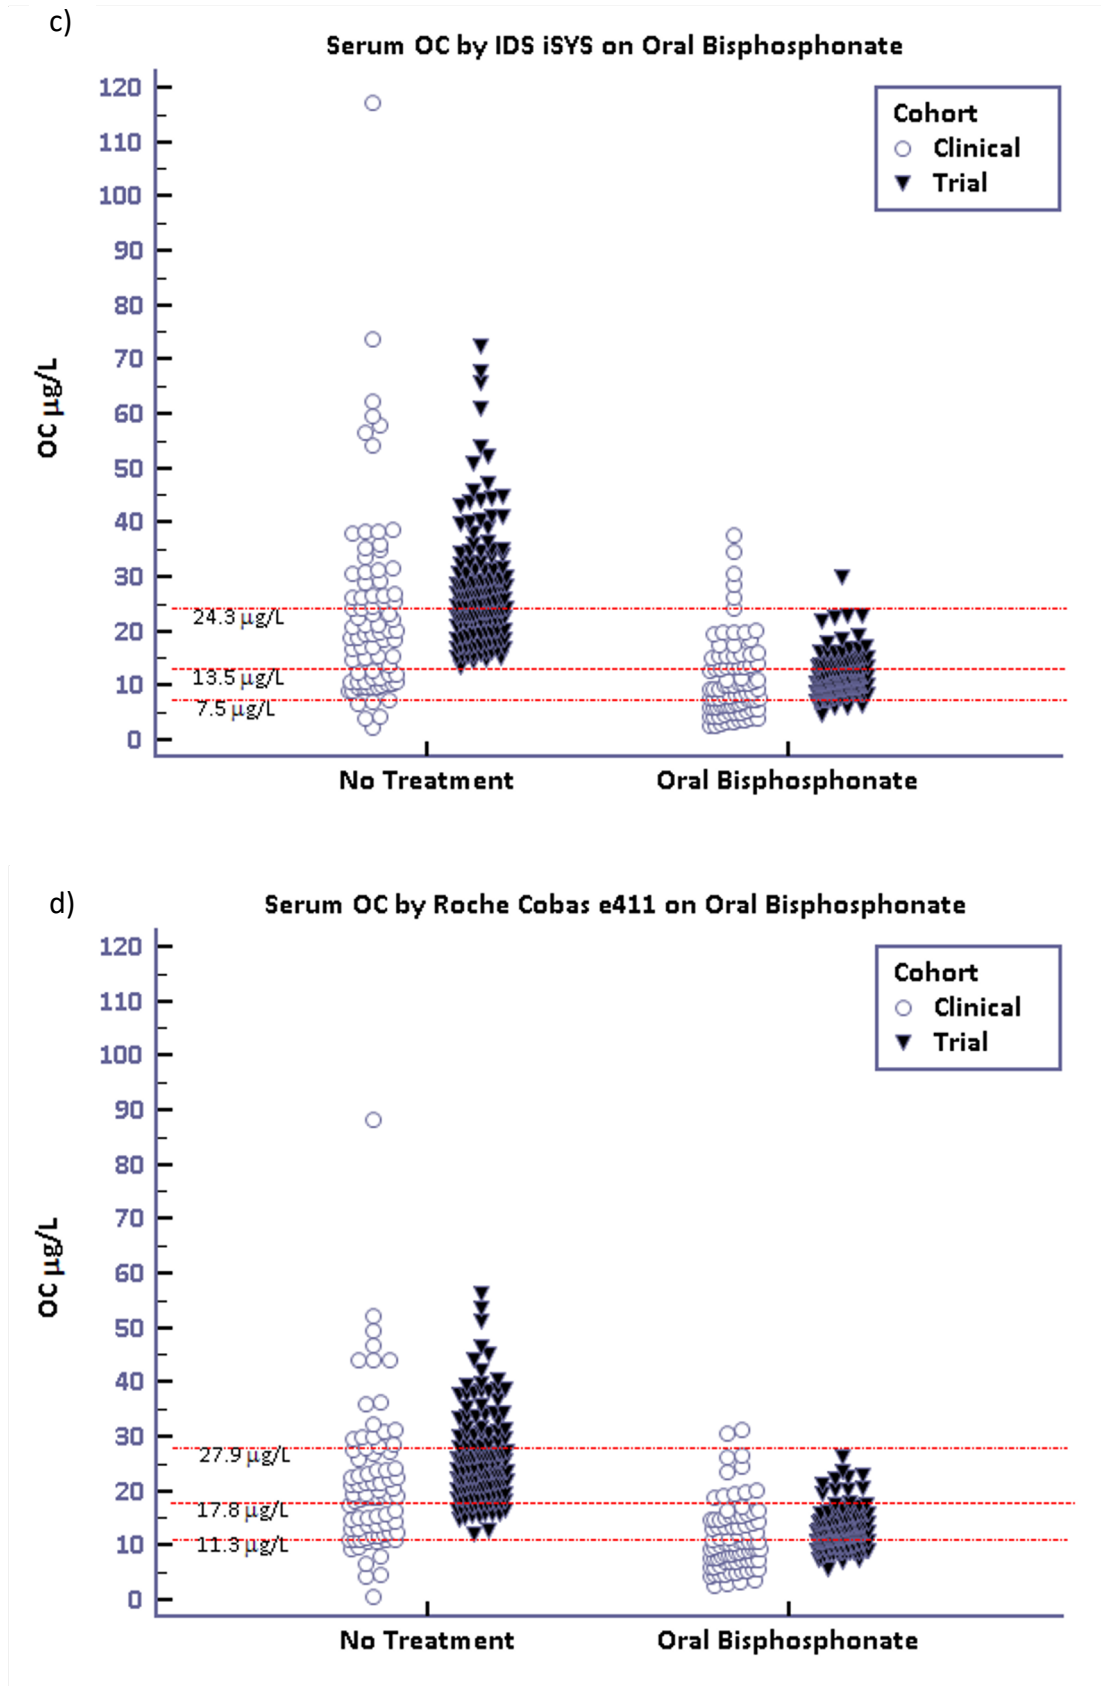 c)
Serum OC by IDS iSYS on Oral Bisphosphonate
Cohort
Clinical
Trial
OC µg/L
120
110
100
90
80
70
60
50
40
30
20
10
0
24.3 µg/L
13.5 µg/L
7.5 µg/L
No Treatment
Oral Bisphosphonate
d)
Serum OC by Roche Cobas e411 on Oral Bisphosphonate
Cohort
Clinical
Trial
OC µg/L
120
110
100
90
80
70
60
50
40
30
20
10
0
27.9 µg/L
17.8 µg/L
11.3 µg/L
No Treatment
Oral Bisphosphonate